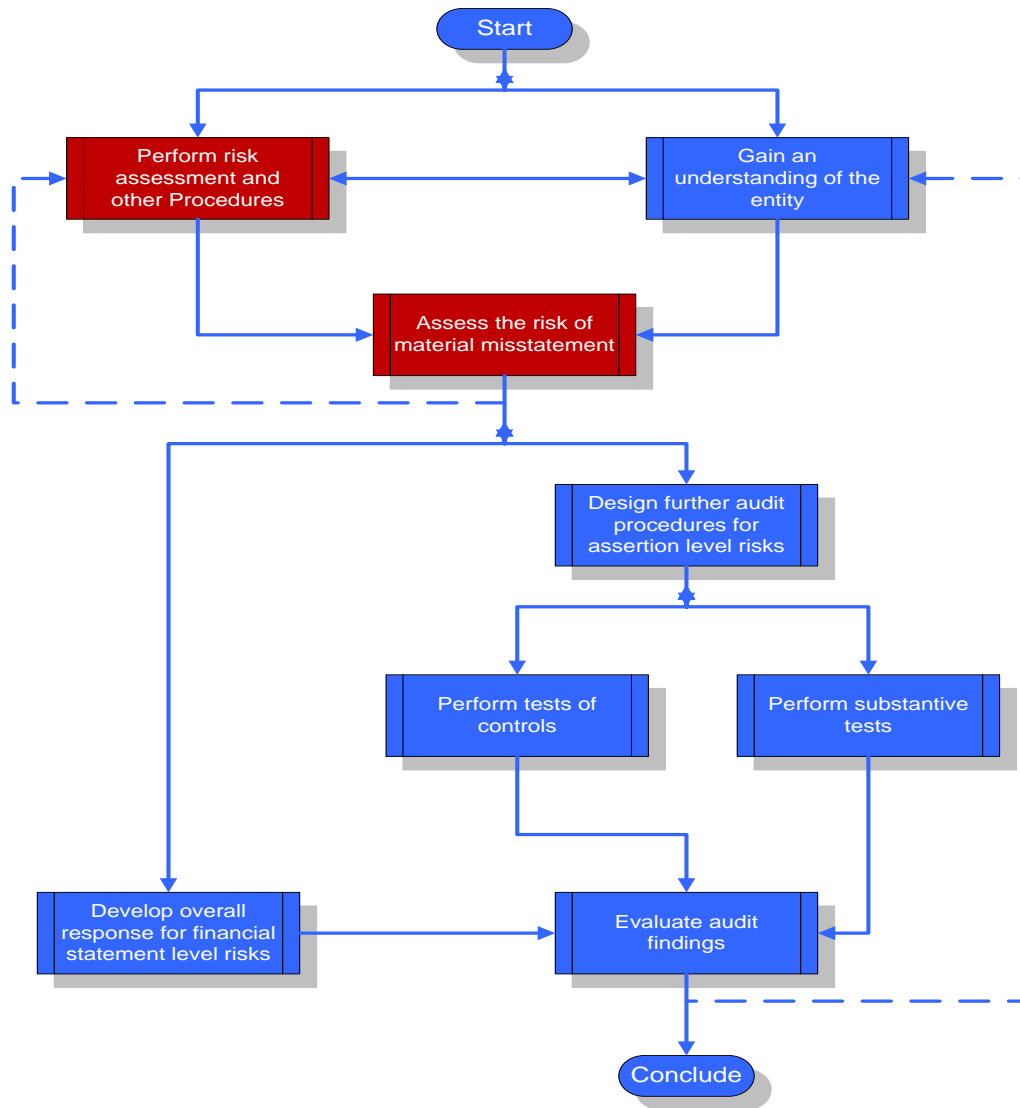 Start
Perform risk
assessment and
other Procedures
Gain an
understanding of the
entity
Assess the risk of
material misstatement
Design further audit
procedures for
assertion level risks
Perform tests of
controls
Perform substantive
tests
Develop overall
response for financial
statement level risks
Evaluate audit
findings
Conclude